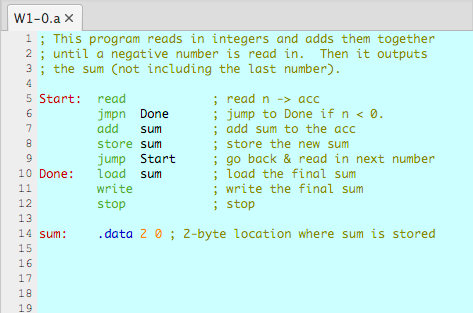 W1-0.a ×
1 ; This program reads in integers and adds them together
2 ; until a negative number is read in.  Then it outputs
3 ; the sum (not including the last number).
4
5 Start:  read            ; read n -> acc
6         jmpn  Done      ; jump to Done if n < 0.
7         add   sum       ; add sum to the acc
8         store sum       ; store the new sum
9         jump  Start     ; go back & read in next number
10 Done:   load  sum       ; load the final sum
11         write           ; write the final sum
12         stop            ; stop
13
14 sum:    .data 2 0 ; 2-byte location where sum is stored
15
16
17
18
19